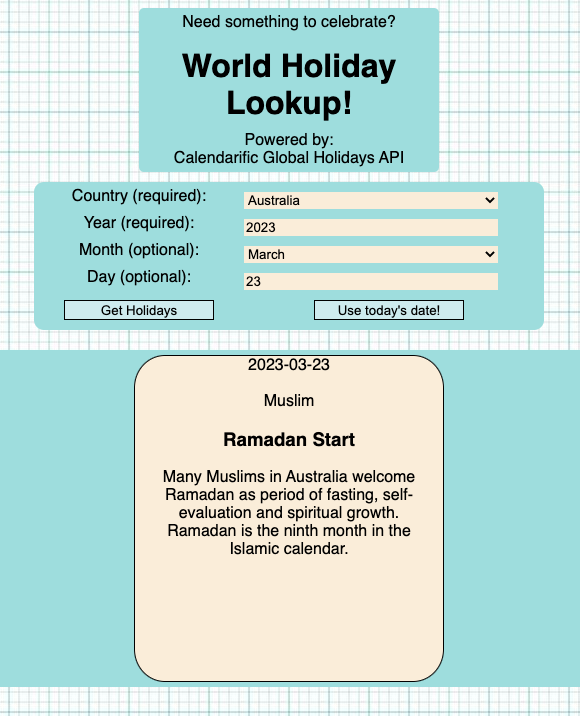 Need something to celebrate?
World Holiday
Lookup!
Powered by:
Calendarific Global Holidays API
Country (required):
Australia
Year (required):
2023
Month (optional):
March
Day (optional):
23
Get Holidays
Use today's date!
2023-03-23
Muslim
Ramadan Start
Many Muslims in Australia welcome
Ramadan as period of fasting, self-
evaluation and spiritual growth.
Ramadan is the ninth month in the
Islamic calendar.